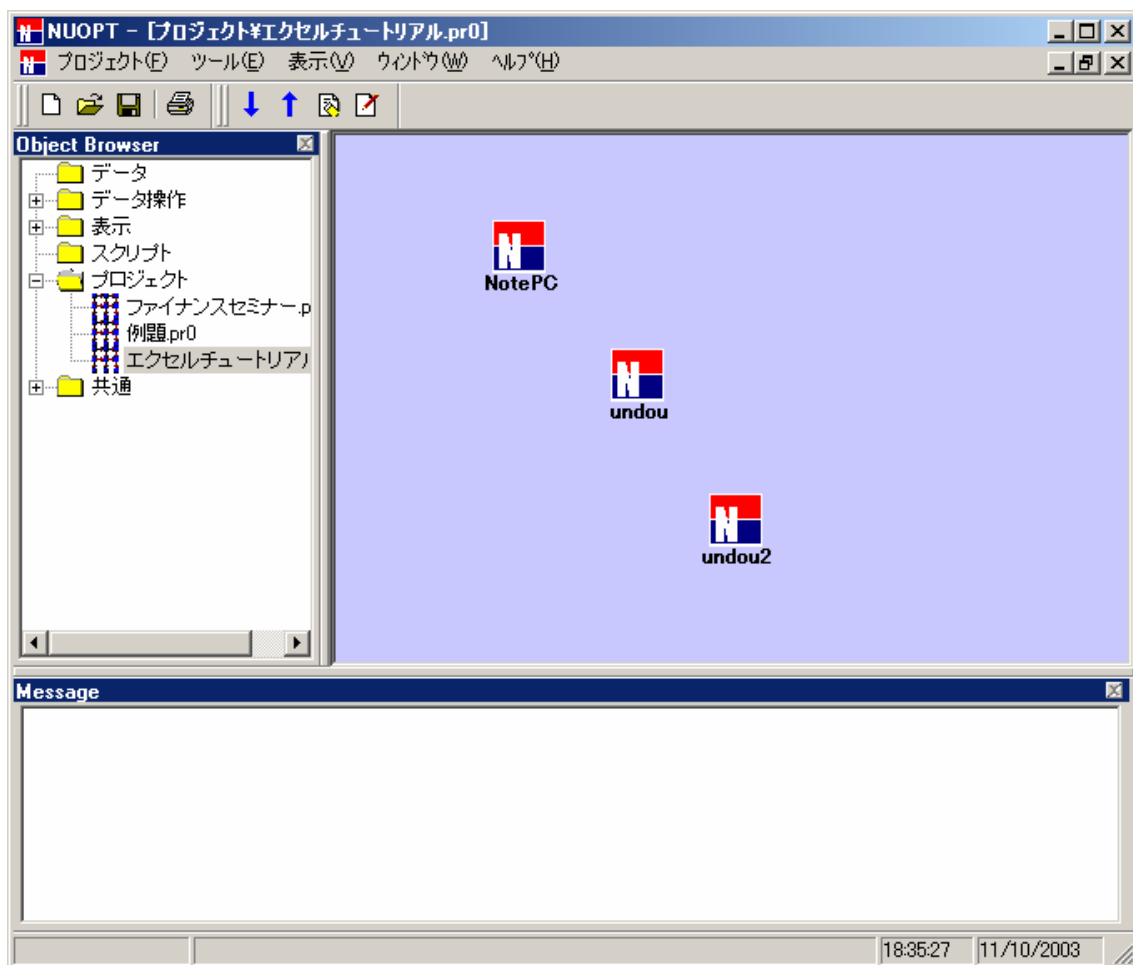 NUOPT - [プロジェクト¥エクセルチュートリアル.pr0]
プロジェクト(F) ツール(E) 表示(V) ウィンドウ(W) ヘルプ(H)
Object Browser
データ
データ操作
表示
スクリプト
プロジェクト
ファイナンスセミナー.p
例題.pr0
エクセルチュートリアル
共通
NotePC
undou
undou2
Message
18:35:27 11/10/2003